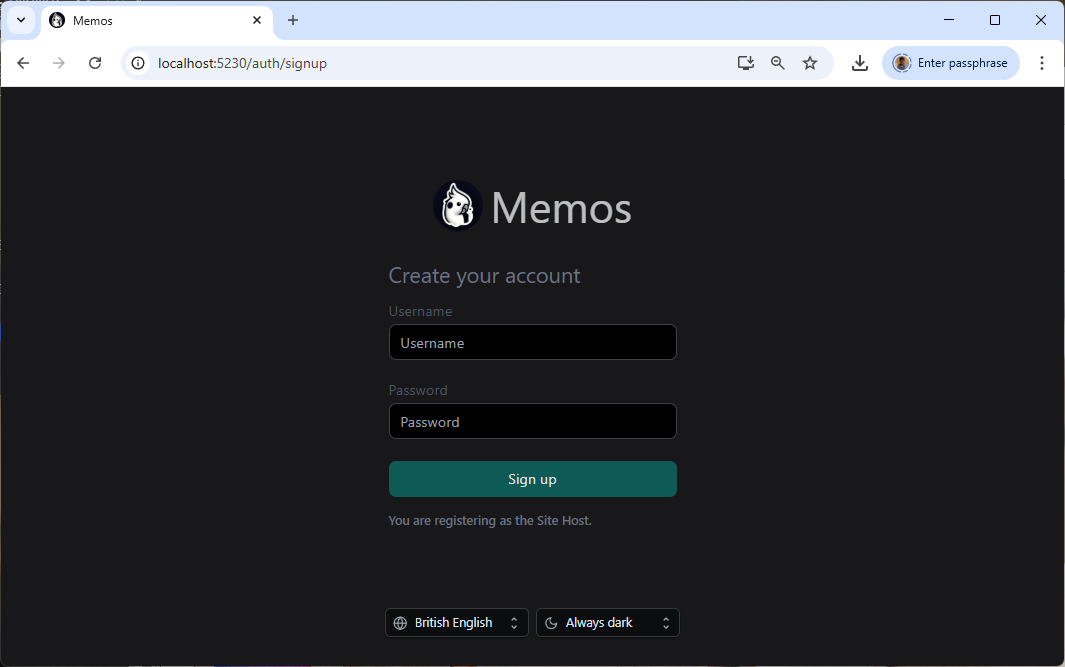 Memos
localhost:5230/auth/signup
Enter passphrase
Memos
Create your account
Username
Username
Password
Password
Sign up
You are registering as the Site Host.
British English
Always dark